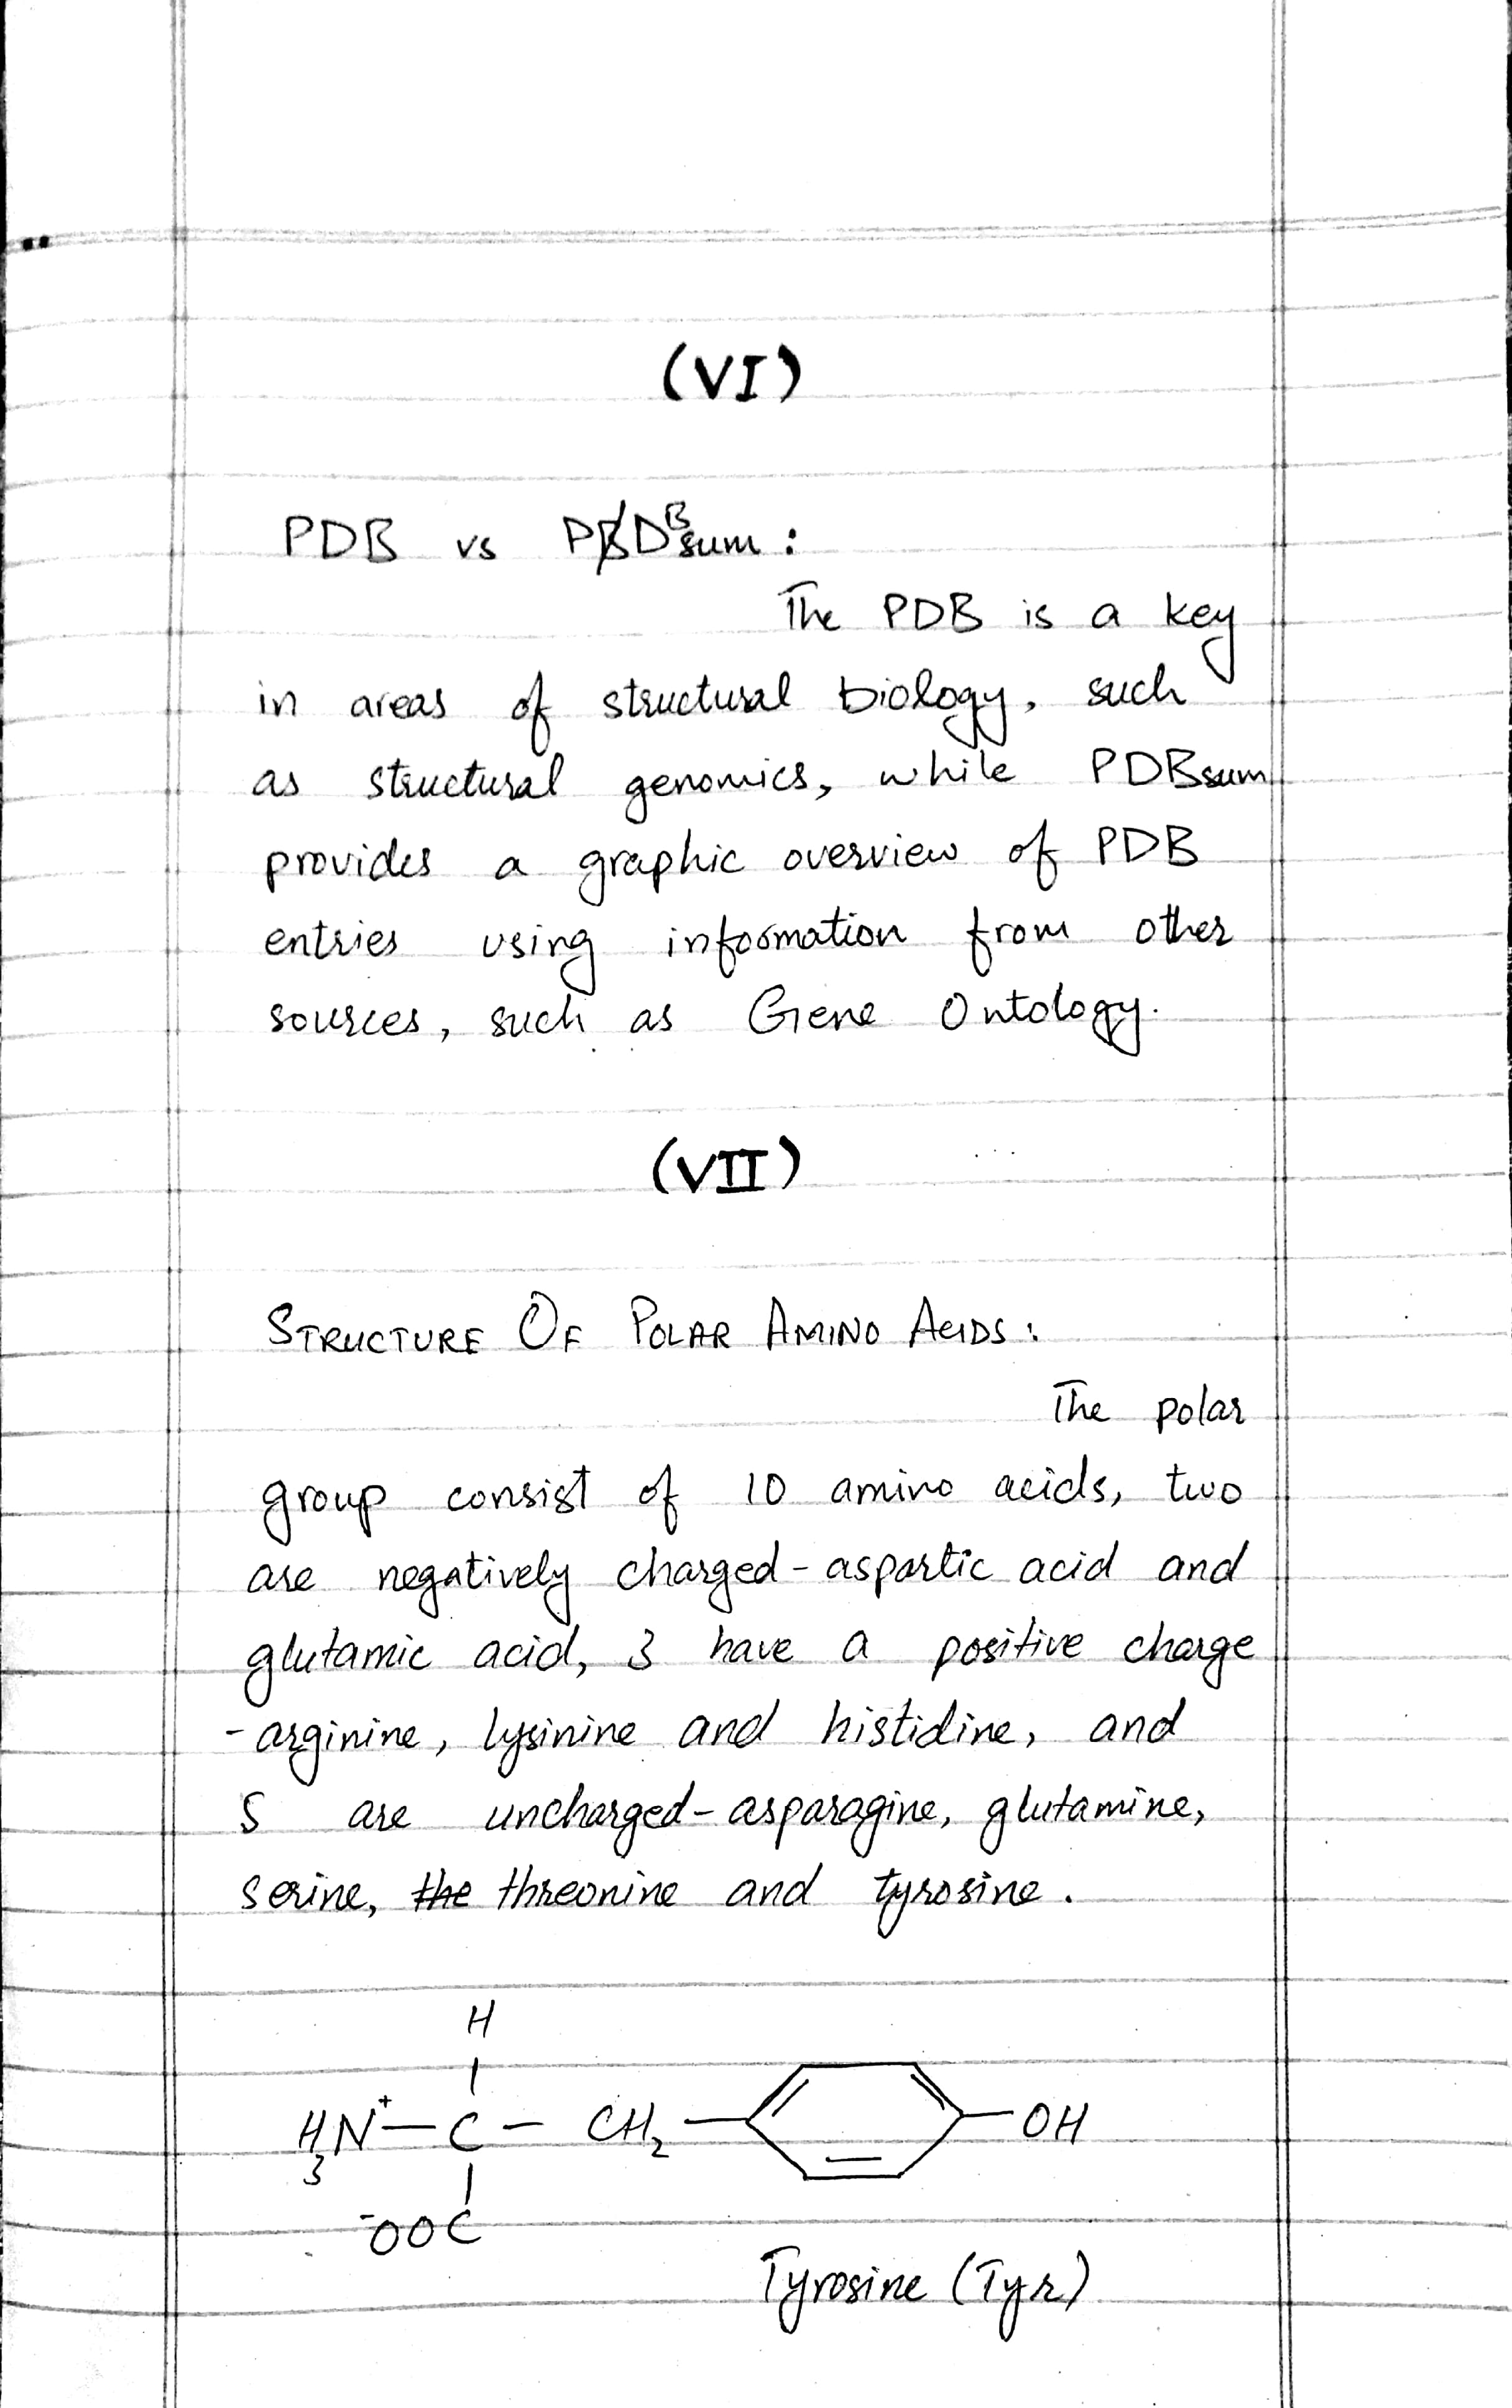 (VI)
PDB vs PDBsum :
The PDB is a key
in areas of structural biology, such
as structural genomics, while PDBsum
provides a graphic overview of PDB
entries using information from other
sources, such as Gene Ontology.
(VII)
STRUCTURE OF POLAR AMINO ACIDS :
The polar
group consist of 10 amino acids, two
are negatively charged - aspartic acid and
glutamic acid, 3 have a positive charge
- arginine, lysinine and histidine, and
5 are uncharged - asparagine, glutamine,
serine, the threonine and tyrosine.
H
H₃N⁺ — C — CH₂ — OH
⁻OOC
Tyrosine (Tyr)